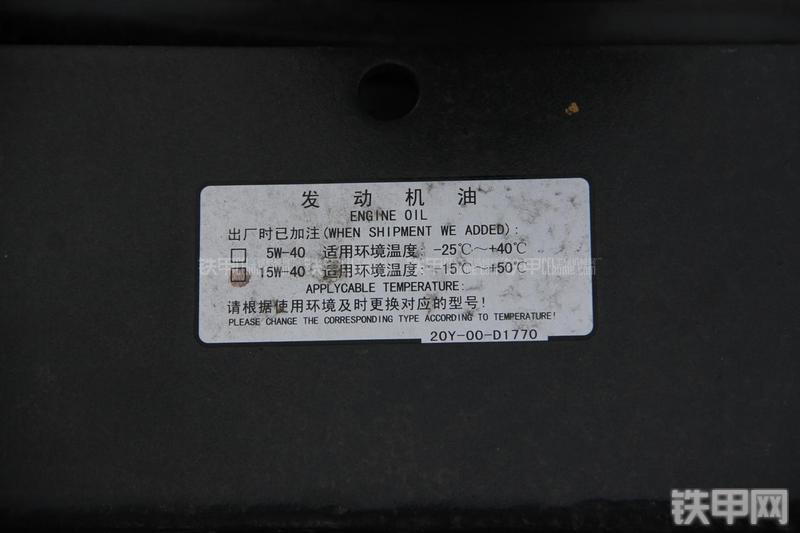 发动机油
ENGINE OIL
出厂时已加注(WHEN SHIPMENT WE ADDED):
□ 5W-40 适用环境温度: -25℃~+40℃
□ 15W-40 适用环境温度: -15℃~+50℃
APPLYCABLE TEMPERATURE:
请根据使用环境及时更换对应的型号!
PLEASE CHANGE THE CORRESPONDING TYPE ACCORDING TO TEMPERATURE!
20Y-00-D1770
铁甲网